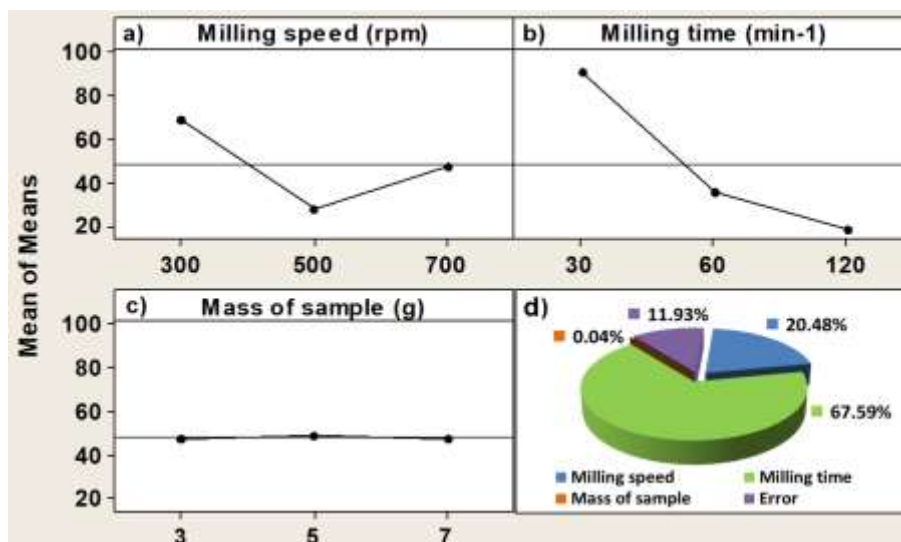 a) Milling speed (rpm)
b) Milling time (min-1)
Mean of Means
100
80
60
40
20
300 500 700
30 60 120
c) Mass of sample (g)
100
80
60
40
20
3 5 7
d)
11.93%
20.48%
0.04%
67.59%
Milling speed Milling time
Mass of sample Error